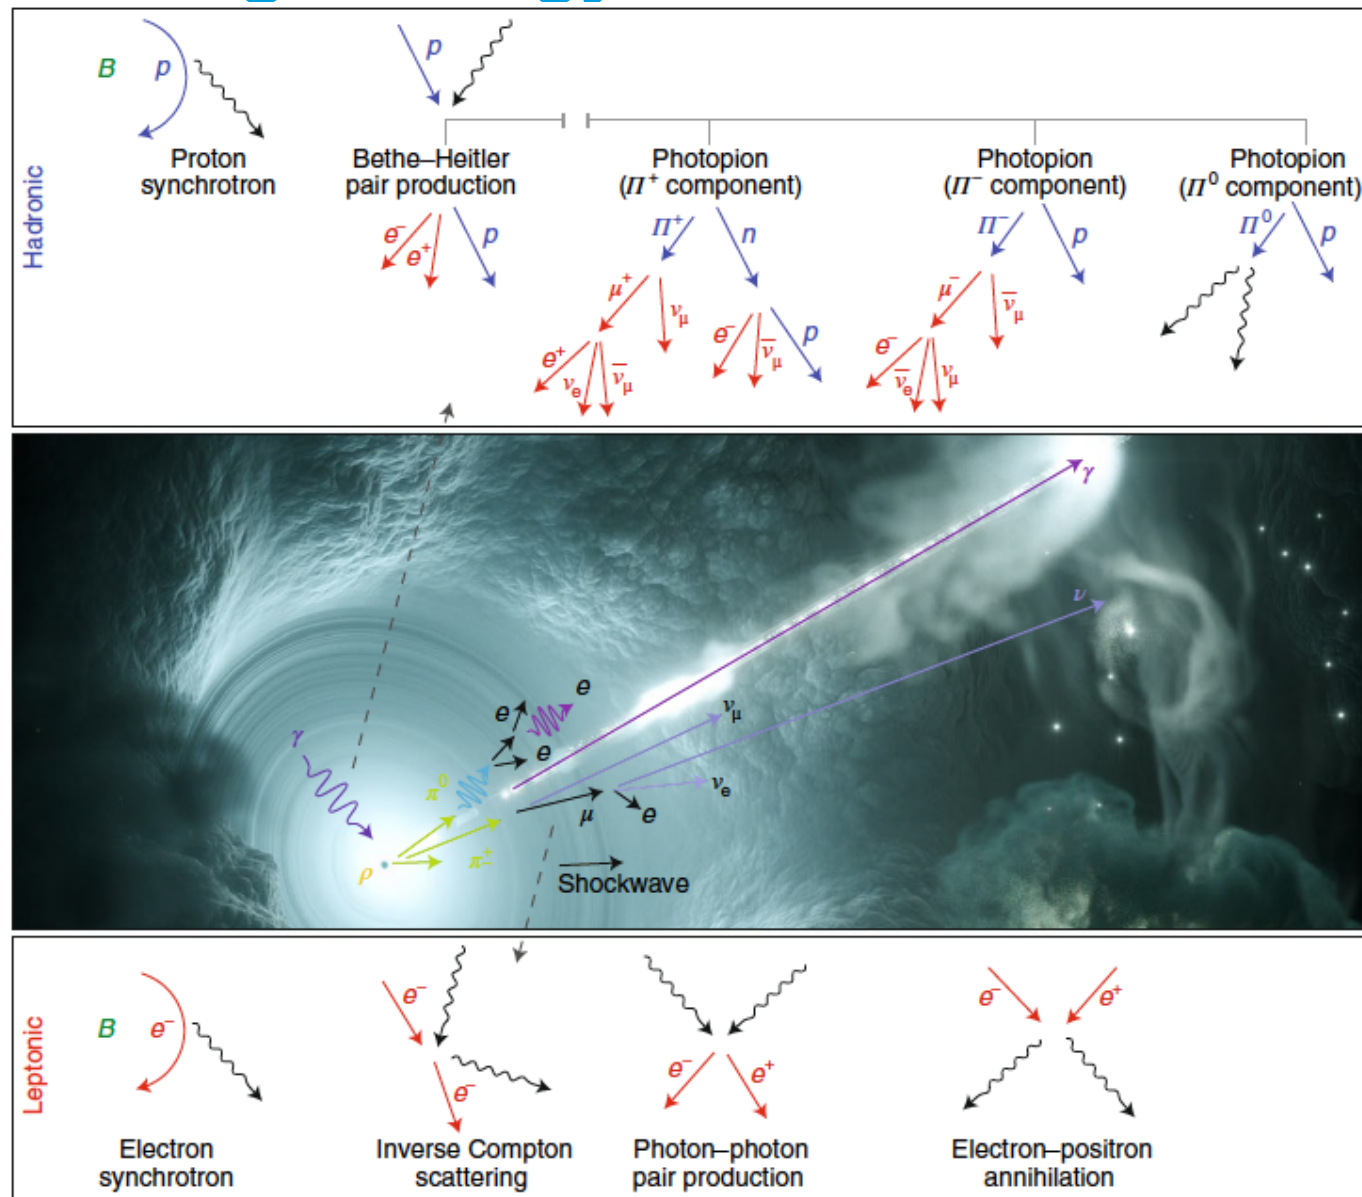 Hadronic
B
p
p
Proton
synchrotron
Bethe–Heitler
pair production
Photopion
(Π⁺ component)
Photopion
(Π⁻ component)
Photopion
(Π⁰ component)
e⁻
e⁺
p
Π⁺
n
μ⁺
ν_μ
e⁺
ν_e
ν̅_μ
e⁻
ν̅_μ
p
Π⁻
p
μ⁻
ν̅_μ
e⁻
ν̅_e
ν_μ
Π⁰
p
γ
ν
e
e
e
ν_μ
γ
π⁰
ν_e
μ
e
ρ
π±
Shockwave
Leptonic
B
e⁻
e⁻
e⁻
e⁻
e⁺
e⁻
e⁺
Electron
synchrotron
Inverse Compton
scattering
Photon–photon
pair production
Electron–positron
annihilation